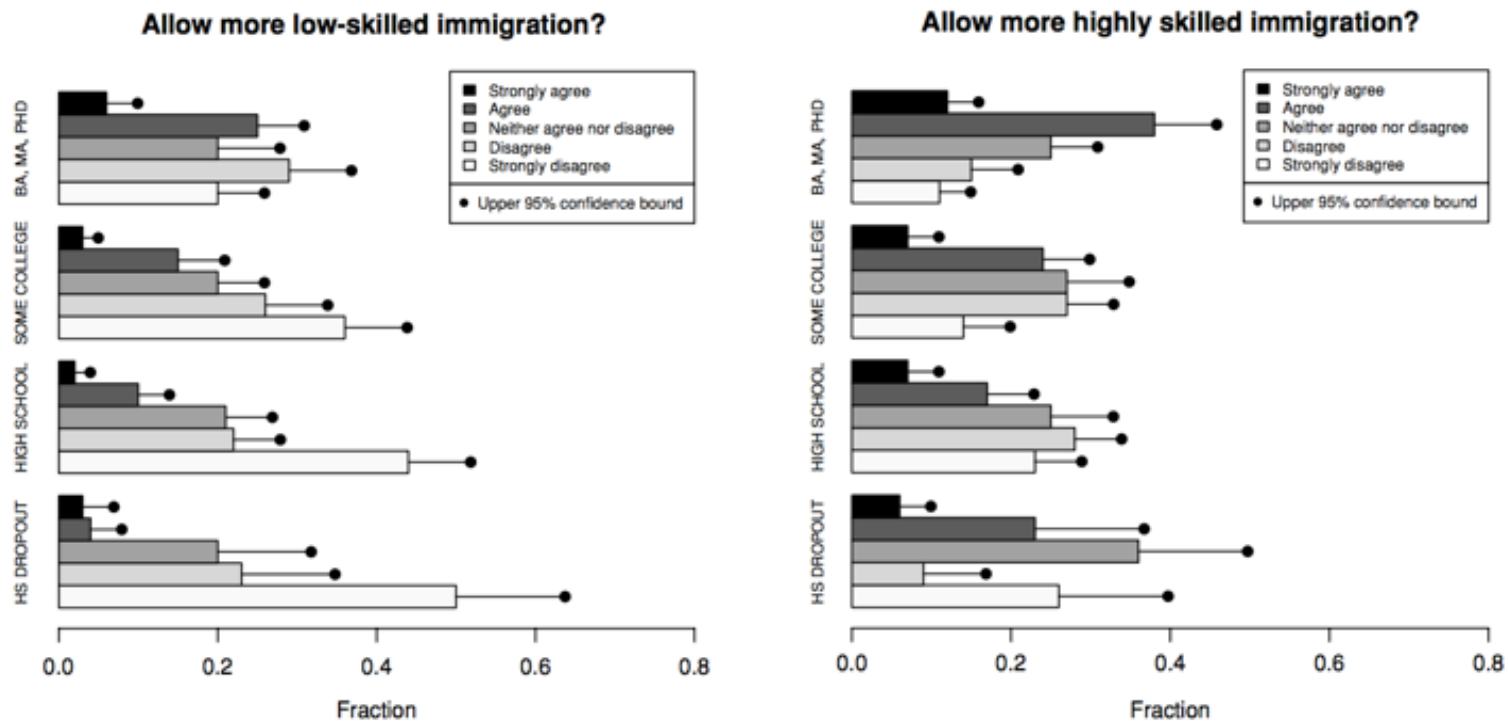 Allow more low-skilled immigration?
Strongly agree
Agree
Neither agree nor disagree
Disagree
Strongly disagree
Upper 95% confidence bound
BA, MA, PHD
SOME COLLEGE
HIGH SCHOOL
HS DROPOUT
0.0 0.2 0.4 0.6 0.8
Fraction
Allow more highly skilled immigration?
Strongly agree
Agree
Neither agree nor disagree
Disagree
Strongly disagree
Upper 95% confidence bound
BA, MA, PHD
SOME COLLEGE
HIGH SCHOOL
HS DROPOUT
0.0 0.2 0.4 0.6 0.8
Fraction